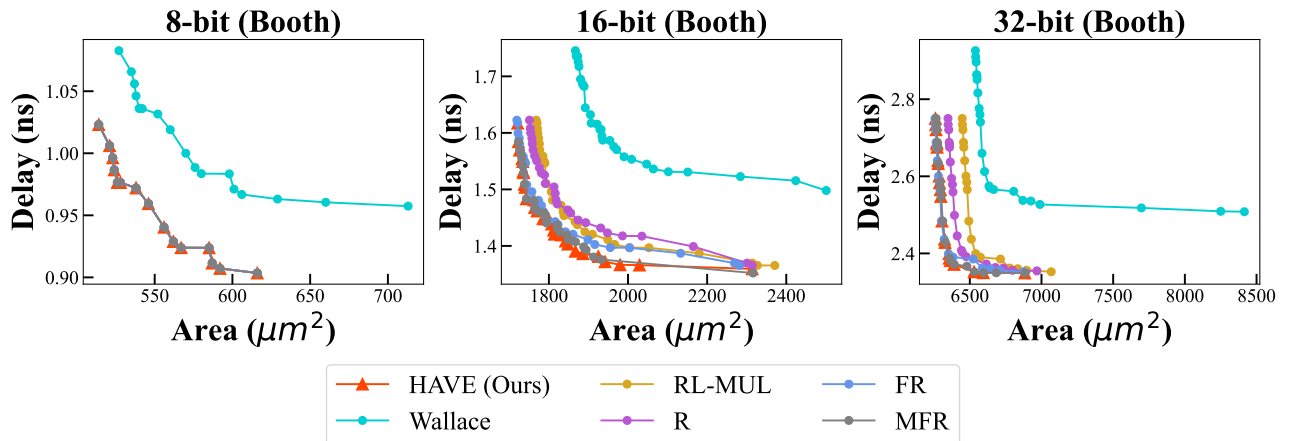 8-bit (Booth)
16-bit (Booth)
32-bit (Booth)
Delay (ns)
1.05
1.00
0.95
0.90
550
600
650
700
Area (μm²)
Delay (ns)
1.7
1.6
1.5
1.4
1800
2000
2200
2400
Area (μm²)
Delay (ns)
2.8
2.6
2.4
6500
7000
7500
8000
8500
Area (μm²)
HAVE (Ours)
RL-MUL
FR
Wallace
R
MFR